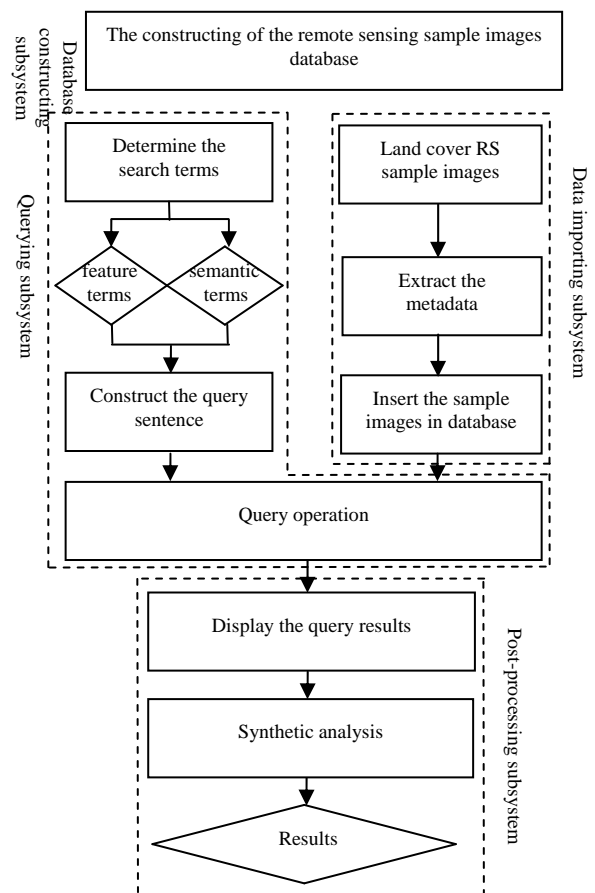 The constructing of the remote sensing sample images
database
Database
constructing
subsystem
Determine the
search terms
Land cover RS
sample images
Querying subsystem
Data importing subsystem
feature
terms
semantic
terms
Extract the
metadata
Construct the query
sentence
Insert the sample
images in database
Query operation
Display the query results
Post-processing subsystem
Synthetic analysis
Results